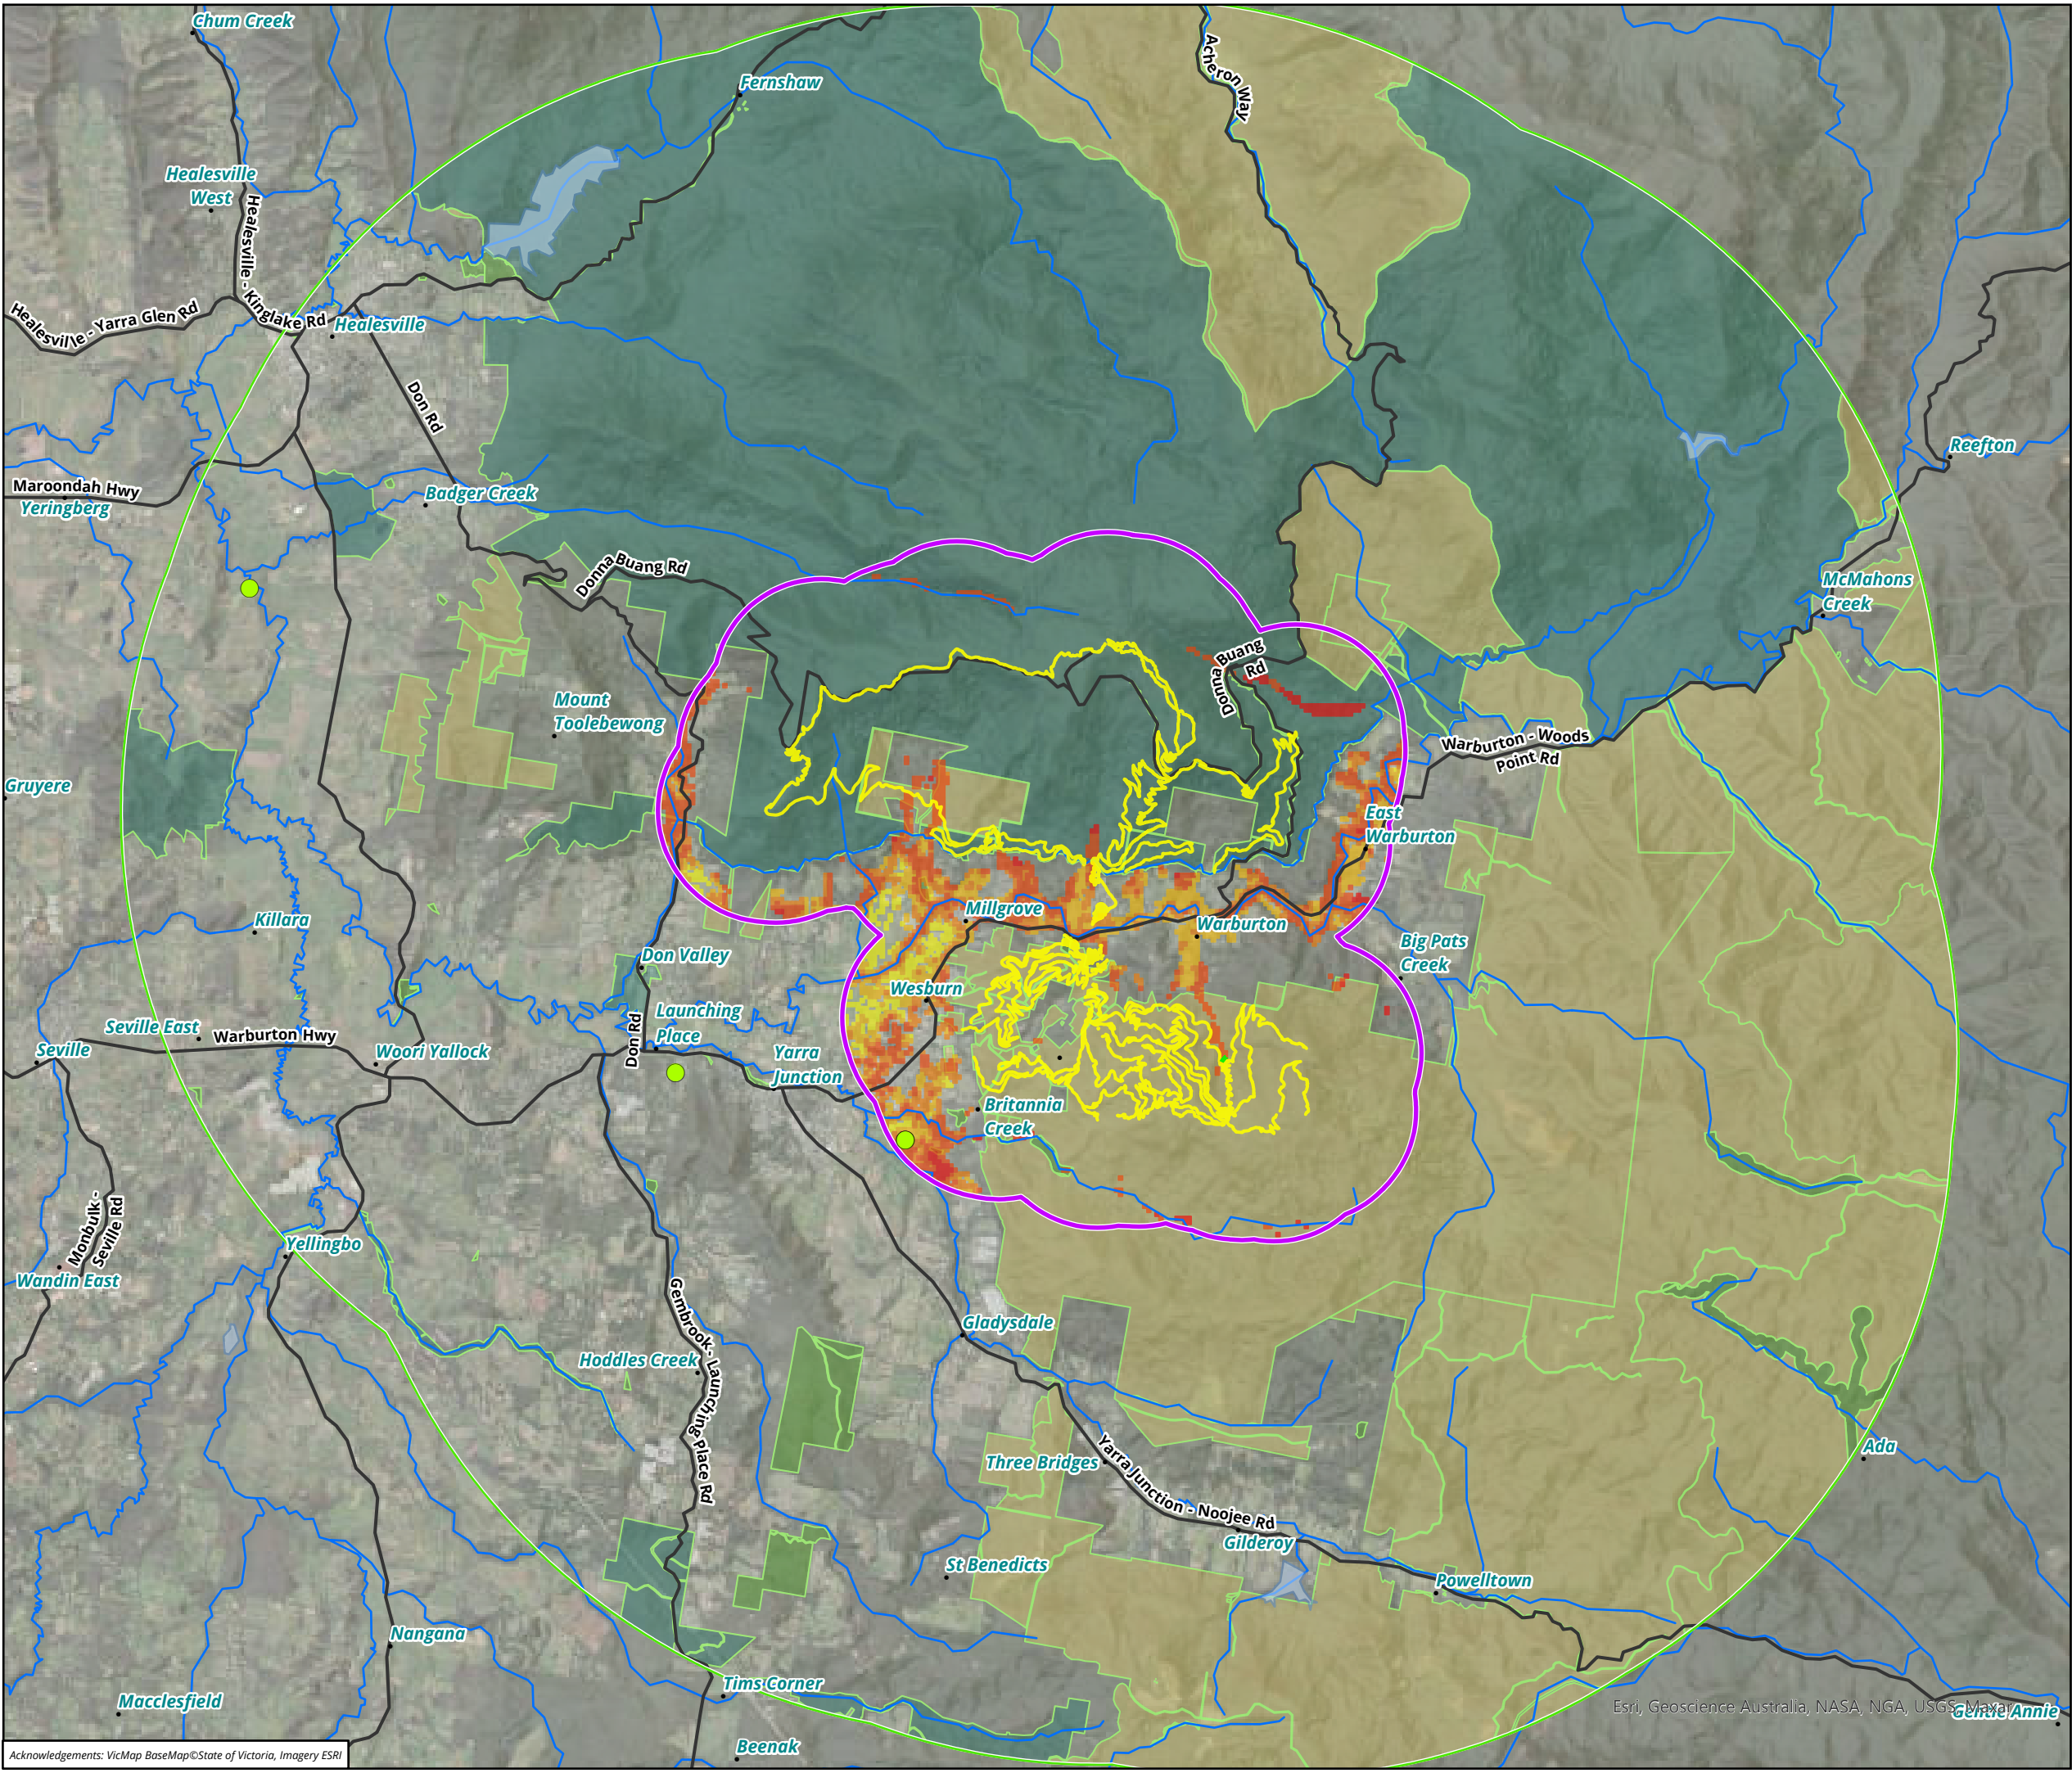 Chum Creek
Fernshaw
Acheron Way
Healesville
West
Healesville - Kinglake Rd
Healesville - Yarra Glen Rd
Healesville
Don Rd
Reefton
Maroondah Hwy
Yeringberg
Badger Creek
Donna Buang Rd
McMahons
Creek
Donna Buang
Rd
Mount
Toolebewong
Warburton - Woods
Point Rd
Gruyere
East
Warburton
Killara
Millgrove
Warburton
Big Pats
Creek
Don Valley
Wesburn
Launching
Place
Seville East
Warburton Hwy
Don Rd
Seville
Woori Yallock
Yarra
Junction
Britannia
Creek
Monbulk -
Seville Rd
Yellingbo
Wandin East
Gembrook - Launching Place Rd
Gladysdale
Hoddles Creek
Three Bridges
Yarra Junction - Noojee Rd
Ada
Gilderoy
St Benedicts
Powelltown
Nangana
Tims Corner
Macclesfield
Esri, Geoscience Australia, NASA, NGA, USGS, Maxar
Gentle Annie
Beenak
Acknowledgements: VicMap BaseMap©State of Victoria, Imagery ESRI